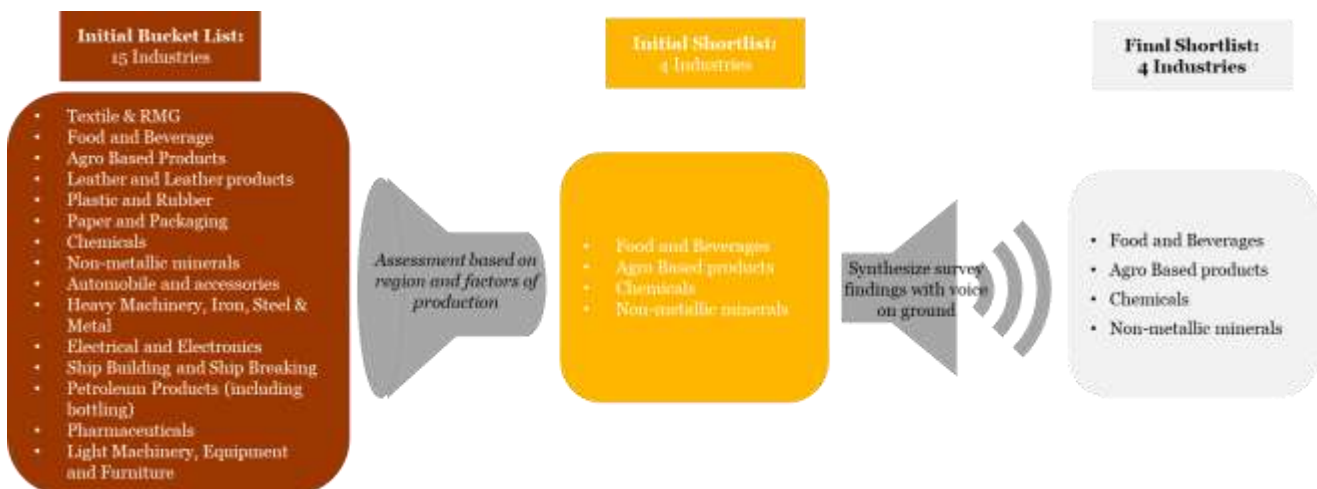 Initial Bucket List:
15 Industries
• Textile & RMG
• Food and Beverage
• Agro Based Products
• Leather and Leather products
• Plastic and Rubber
• Paper and Packaging
• Chemicals
• Non-metallic minerals
• Automobile and accessories
• Heavy Machinery, Iron, Steel &
Metal
• Electrical and Electronics
• Ship Building and Ship Breaking
• Petroleum Products (including
bottling)
• Pharmaceuticals
• Light Machinery, Equipment
and Furniture
Assessment based on
region and factors of
production
Initial Shortlist:
4 Industries
• Food and Beverages
• Agro Based products
• Chemicals
• Non-metallic minerals
Synthesize survey
findings with voice
on ground
Final Shortlist:
4 Industries
• Food and Beverages
• Agro Based products
• Chemicals
• Non-metallic minerals